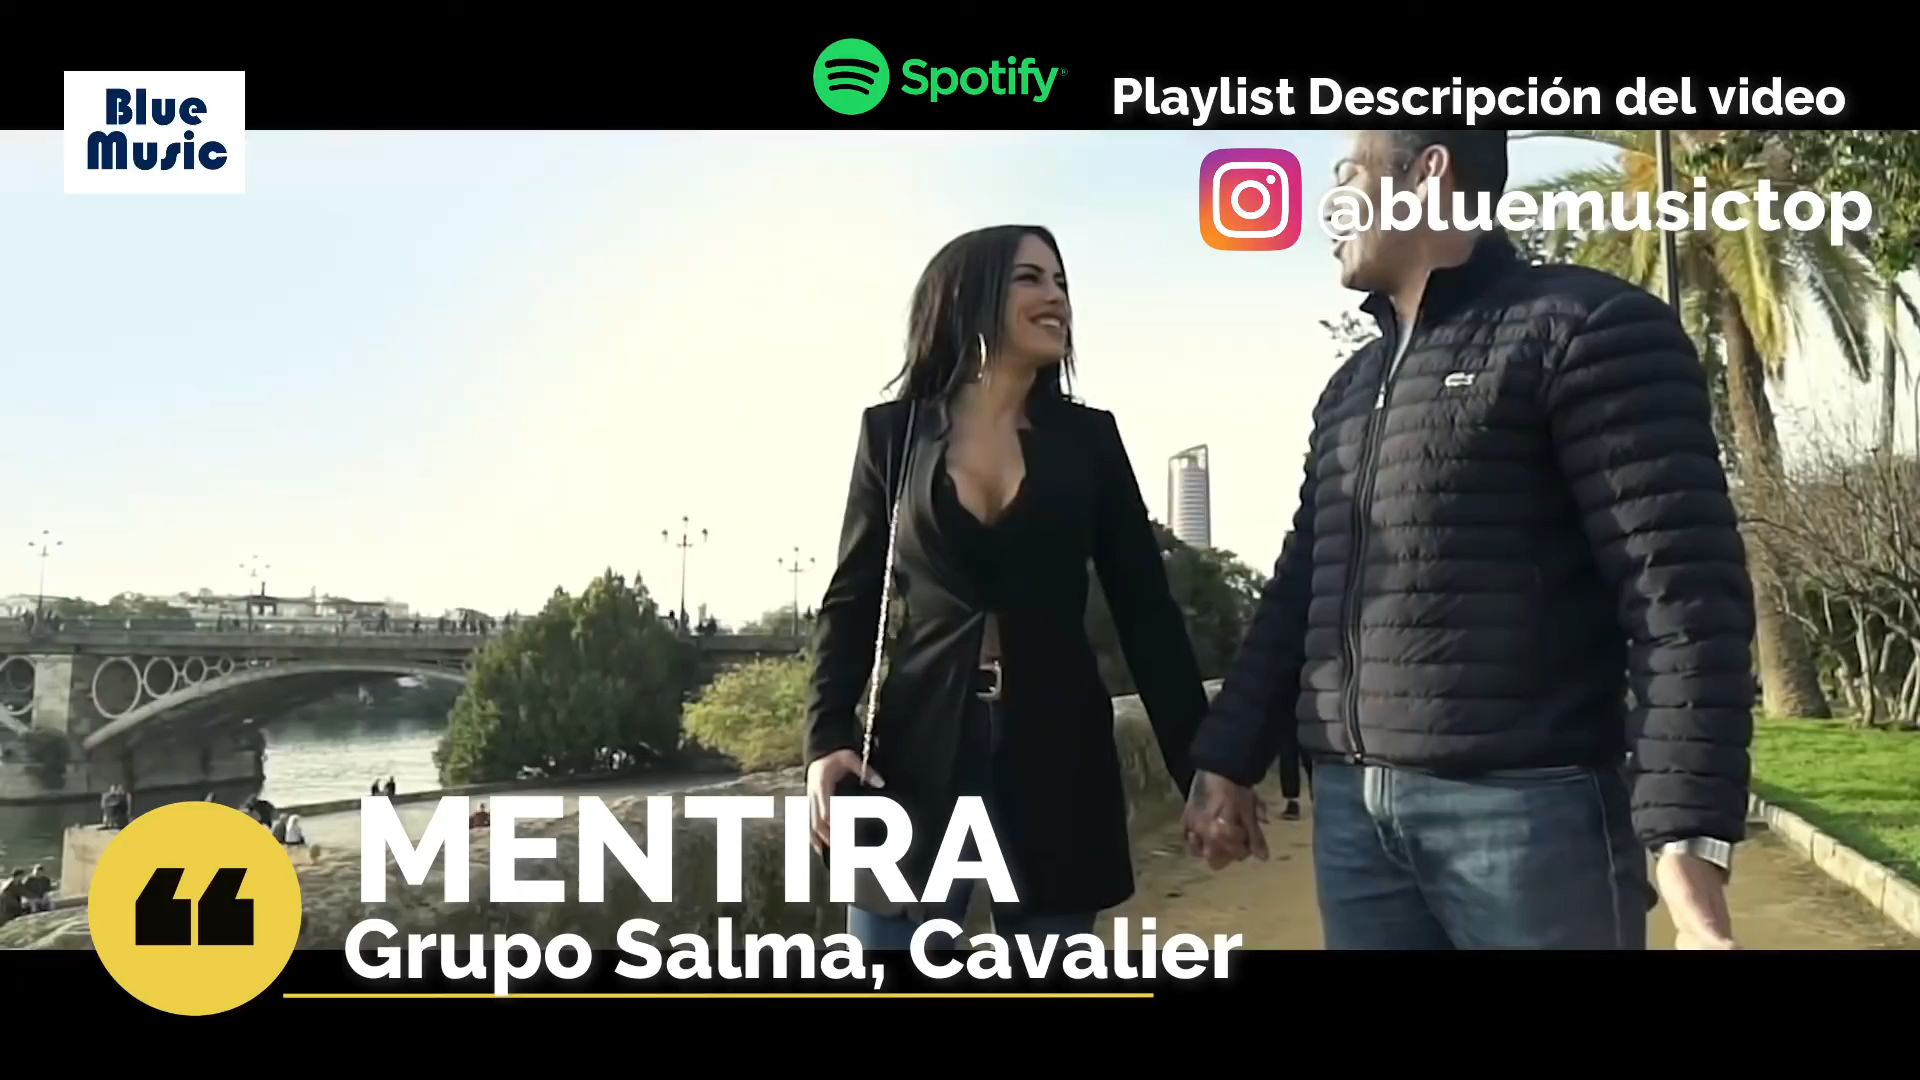 Blue
Music
Spotify
Playlist Descripción del video
@bluemusictop
MENTIRA
Grupo Salma, Cavalier